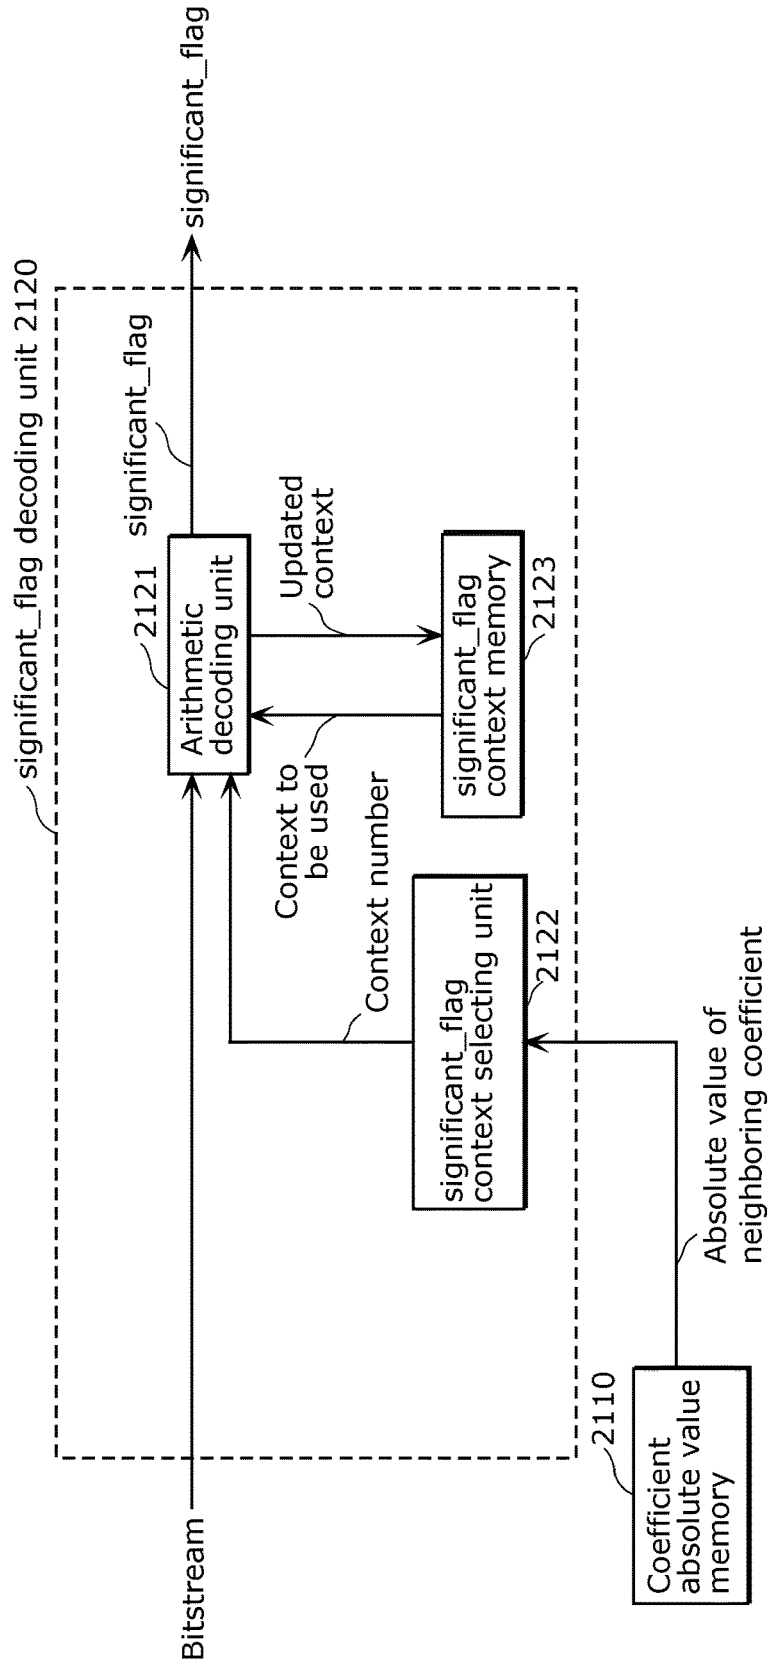 significant_flag decoding unit 2120
Bitstream
2121
Arithmetic
decoding unit
significant_flag
significant_flag
Context to
be used
Updated
context
Context number
significant_flag
context selecting unit
2122
significant_flag
context memory
2123
2110
Coefficient
absolute value
memory
Absolute value of
neighboring coefficient